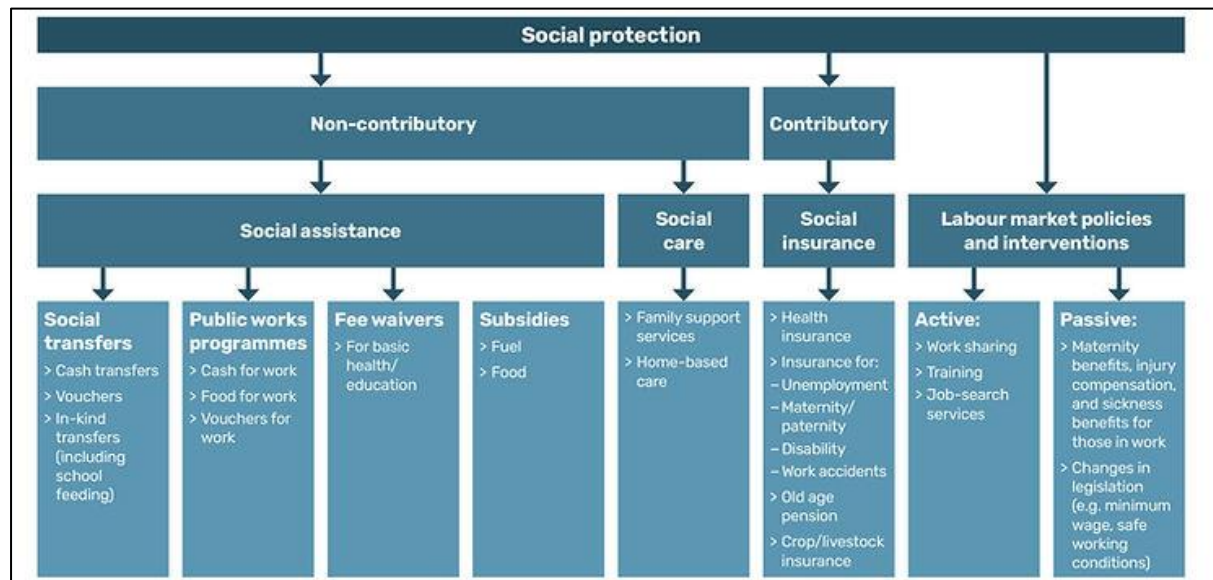 Social protection
Non-contributory
Contributory
Social assistance
Social
care
Social
insurance
Labour market policies
and interventions
Social
transfers
> Cash transfers
> Vouchers
> In-kind
transfers
(including
school
feeding)
Public works
programmes
> Cash for work
> Food for work
> Vouchers for
work
Fee waivers
> For basic
health/
education
Subsidies
> Fuel
> Food
> Family support
services
> Home-based
care
> Health
insurance
> Insurance for:
– Unemployment
– Maternity/
paternity
– Disability
– Work accidents
> Old age
pension
> Crop/livestock
insurance
Active:
> Work sharing
> Training
> Job-search
services
Passive:
> Maternity
benefits, injury
compensation,
and sickness
benefits for
those in work
> Changes in
legislation
(e.g. minimum
wage, safe
working
conditions)